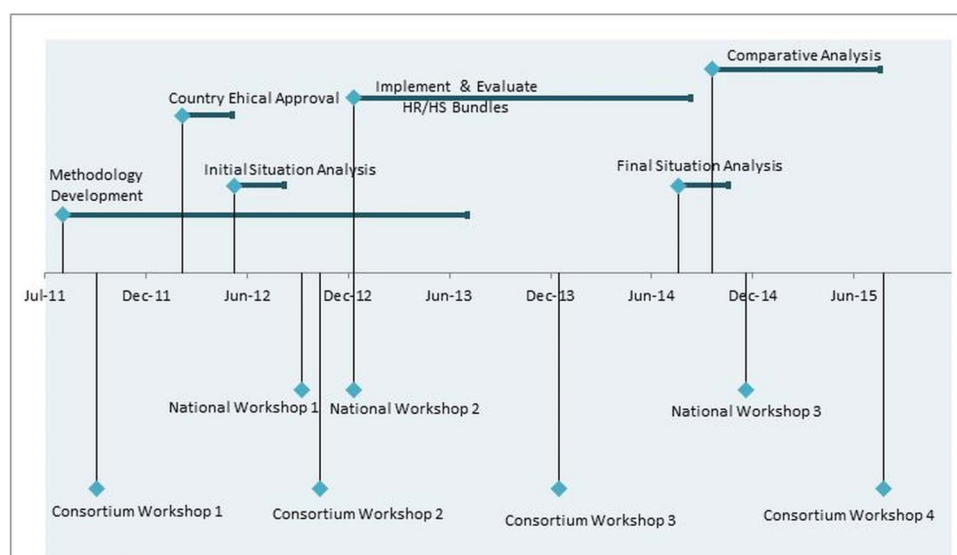 Comparative Analysis
Implement & Evaluate
HR/HS Bundles
Country Ehical Approval
Initial Situation Analysis
Final Situation Analysis
Methodology
Development
Jul-11 Dec-11 Jun-12 Dec-12 Jun-13 Dec-13 Jun-14 Dec-14 Jun-15
National Workshop 1 National Workshop 2 National Workshop 3
Consortium Workshop 1 Consortium Workshop 2 Consortium Workshop 3 Consortium Workshop 4